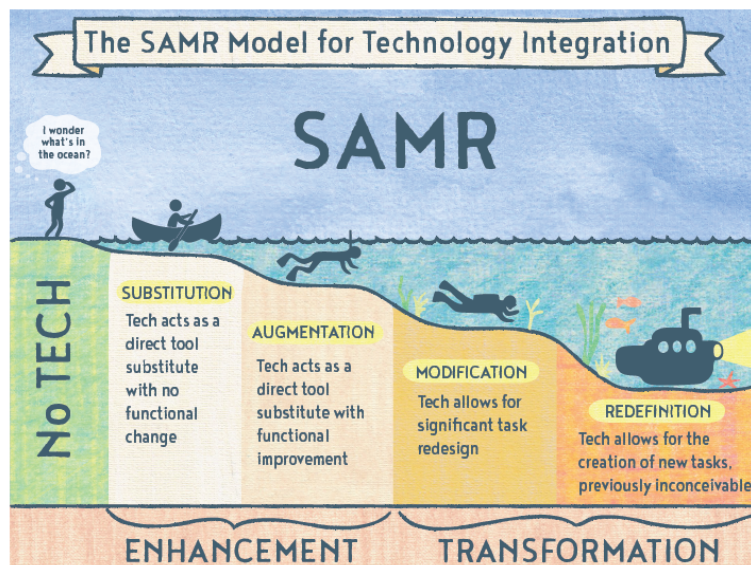 The SAMR Model for Technology Integration
SAMR
I wonder
what's in
the ocean?
No TECH
SUBSTITUTION
Tech acts as a
direct tool
substitute
with no
functional
change
AUGMENTATION
Tech acts as a
direct tool
substitute with
functional
improvement
MODIFICATION
Tech allows for
significant task
redesign
REDEFINITION
Tech allows for the
creation of new tasks,
previously inconceivable
ENHANCEMENT
TRANSFORMATION